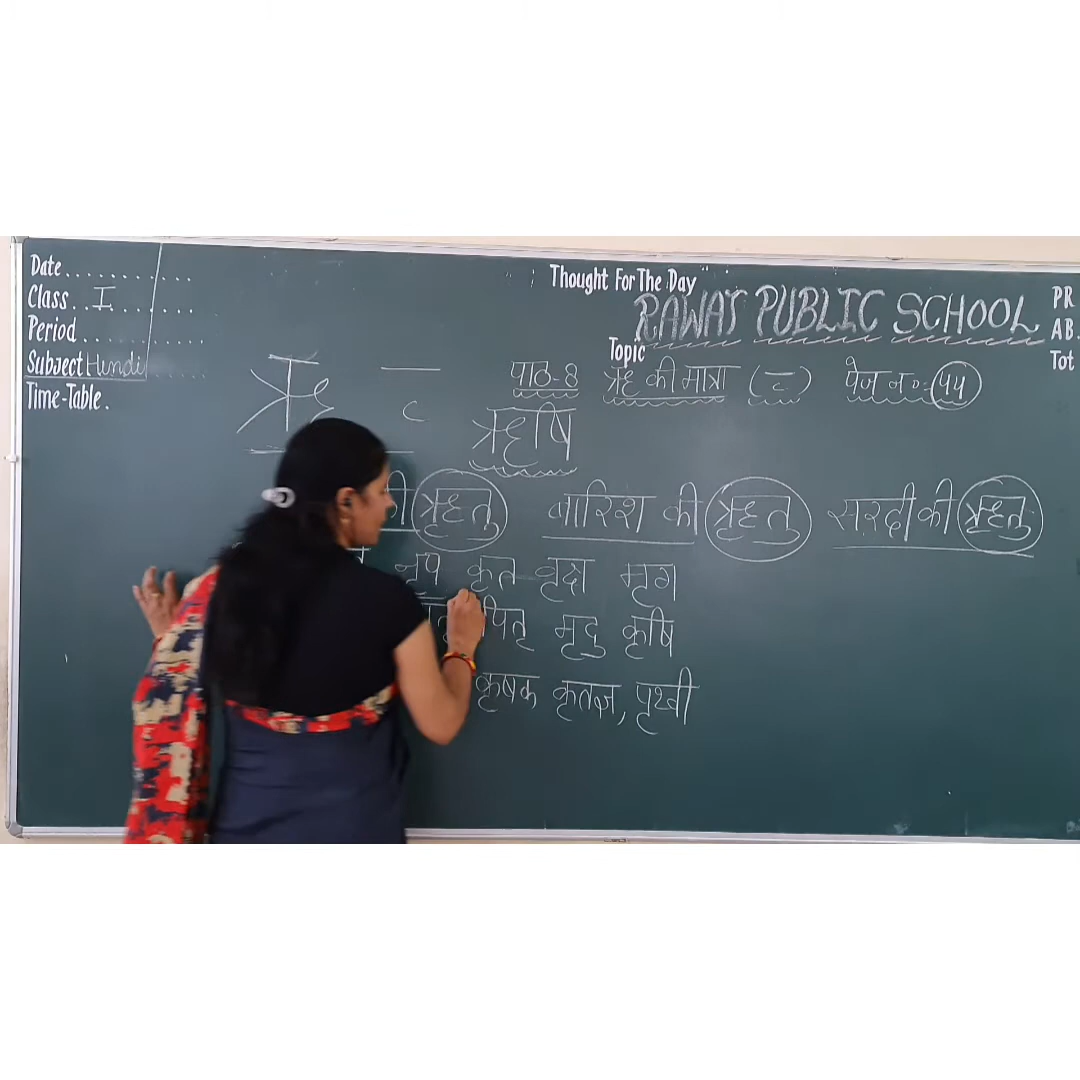 Date
Class I
Period
Subject Hindi
Time-Table.
Thought For The Day
RAWAT PUBLIC SCHOOL
PR
AB.
Tot
Topic
पाठ-8 ऋ की मात्रा ( ृ ) पेज न०- 44
ऋ ृ
ऋषि
की ऋतु बारिश की ऋतु सरदी की ऋतु
नृप कृत वृक्ष मृग
पितृ मृदु कृषि
कृषक कृतज्ञ, पृथ्वी